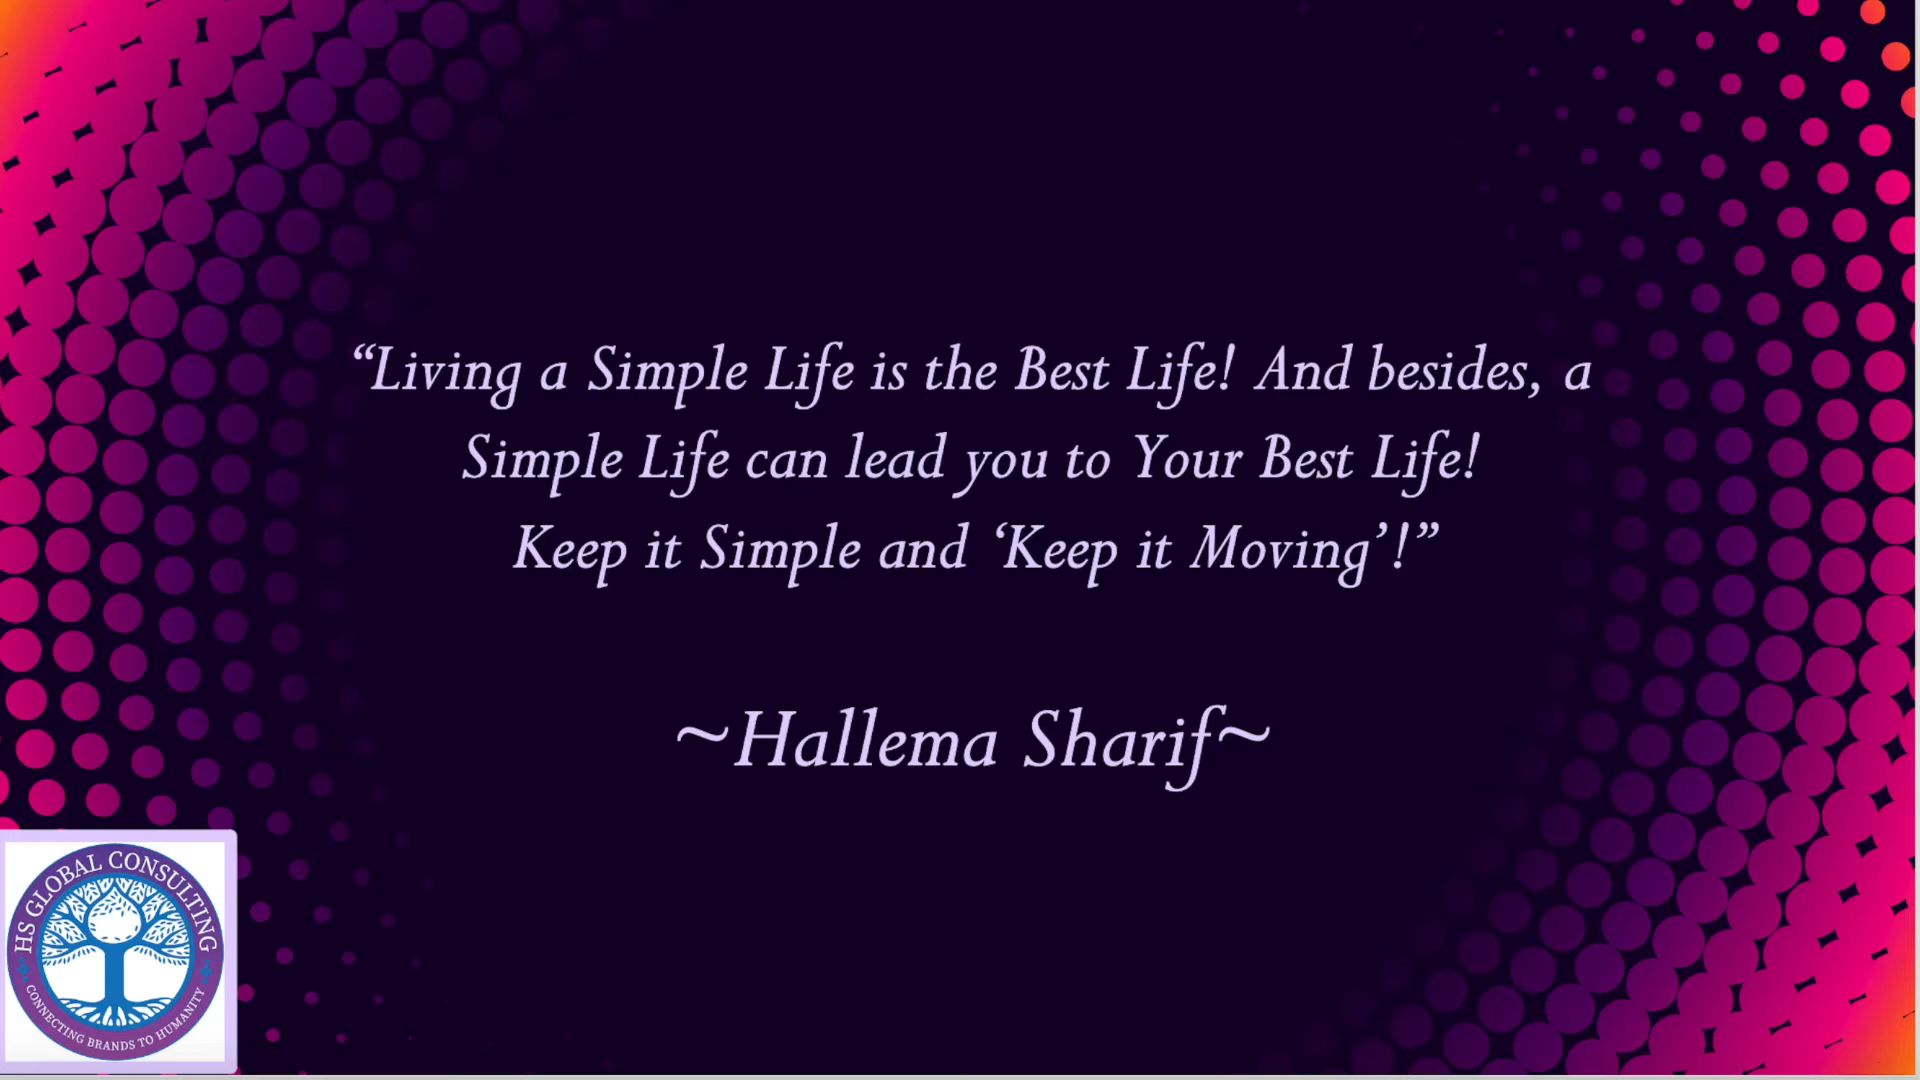 “Living a Simple Life is the Best Life! And besides, a
Simple Life can lead you to Your Best Life!
Keep it Simple and ‘Keep it Moving’!”
~Hallema Sharif~
HS GLOBAL CONSULTING
CONNECTING BRANDS TO HUMANITY